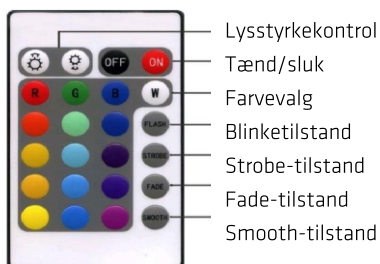 Lysstyrkekontrol
OFF ON
Tænd/sluk
R G B W
Farvevalg
FLASH
Blinketilstand
STROBE
Strobe-tilstand
FADE
Fade-tilstand
SMOOTH
Smooth-tilstand